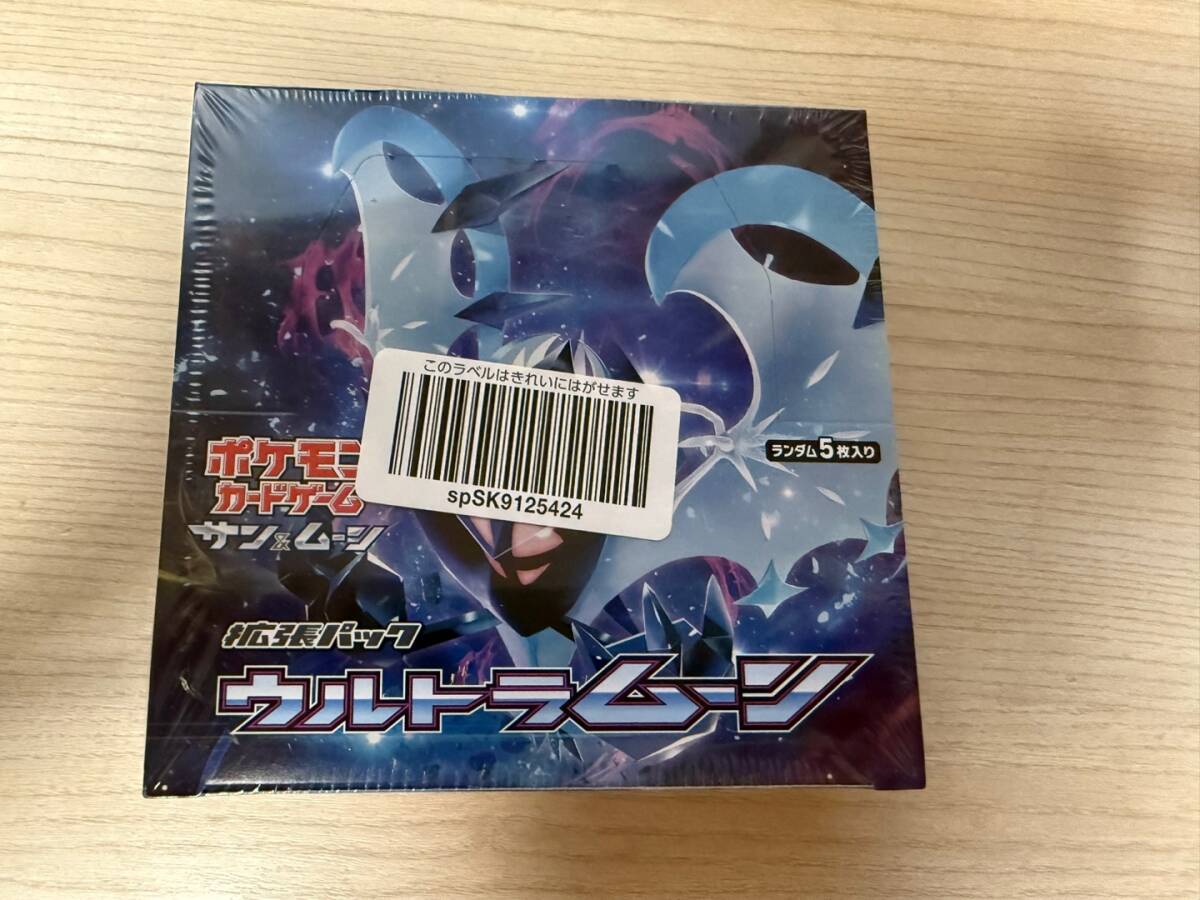 このラベルはきれいにはがせます
spSK9125424
ランダム5枚入り
ポケモン
カードゲーム
サン&ムーン
拡張パック
ウルトラムーン